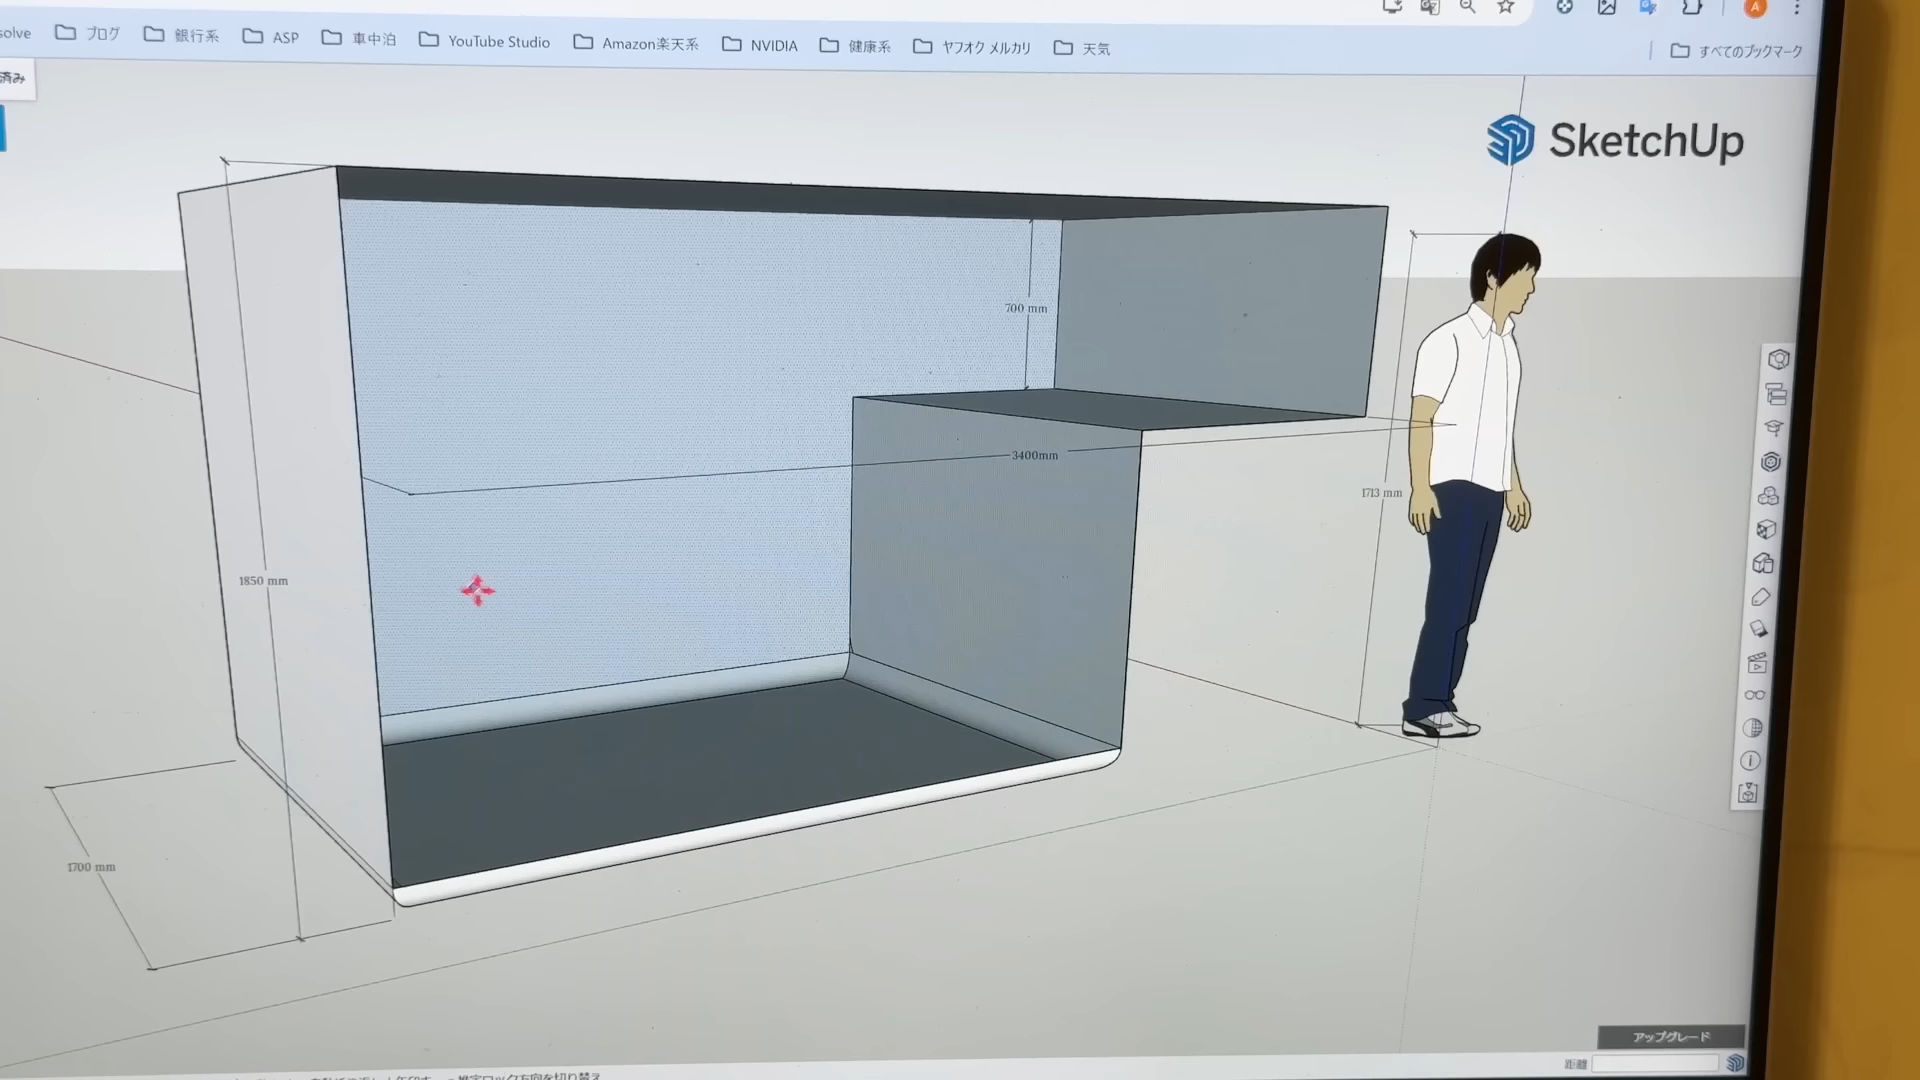 solve ブログ 銀行系 ASP 車中泊 YouTube Studio Amazon楽天系 NVIDIA 健康系 ヤフオク メルカリ 天気 すべてのブックマーク
済み
A
SketchUp
700 mm
3400mm
1713 mm
1850 mm
1700 mm
アップグレード
距離